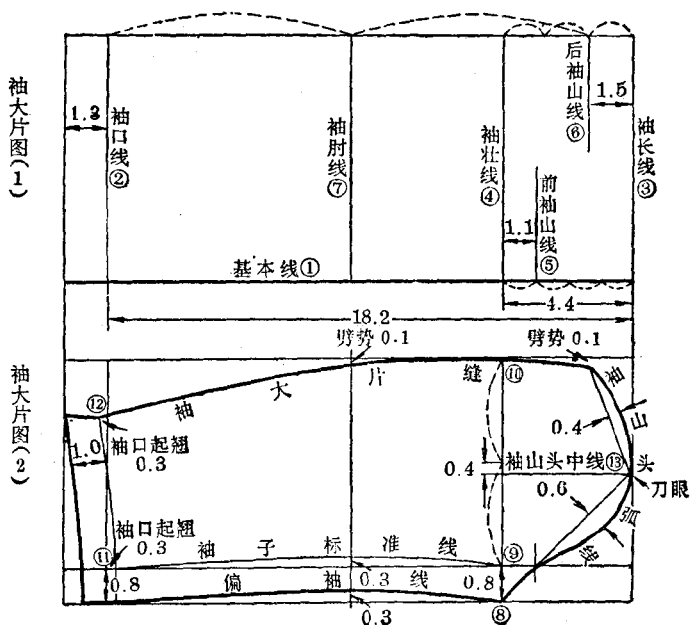 袖大片图(1)
1.3
袖口线②
袖肘线⑦
袖壮线④
后袖山线⑥
1.5
袖长线③
1.1
前袖山线⑤
基本线①
4.4
18.2
袖大片图(2)
劈势0.1
劈势0.1
袖大片缝
⑩
⑫
袖口起翘
0.3
1.0
0.4
袖山头中线⑬
0.4
0.6
刀眼
袖山头弧线
袖口起翘
0.3
⑪
袖子标准线
⑨
0.8
偏袖线
0.3
0.8
0.3
⑧